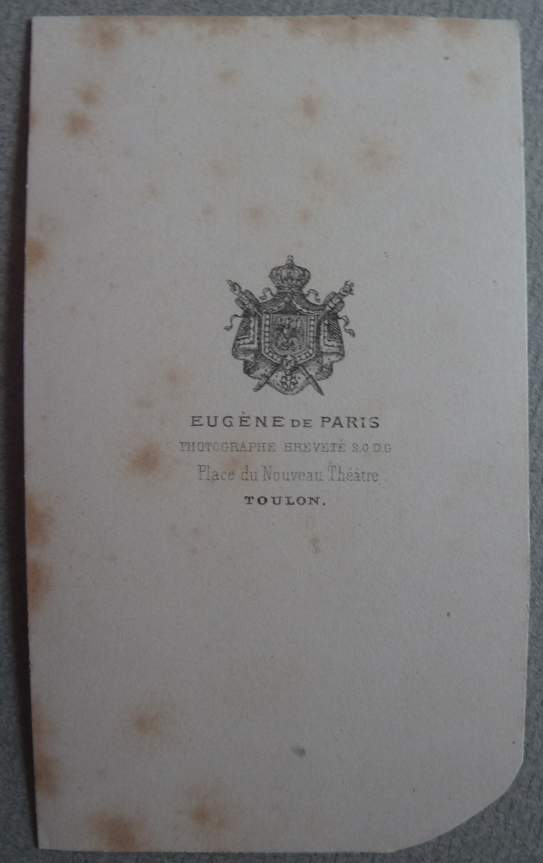 EUGÈNE DE PARIS
PHOTOGRAPHE BREVETÉ S.G.D.G
Place du Nouveau Théâtre
TOULON.